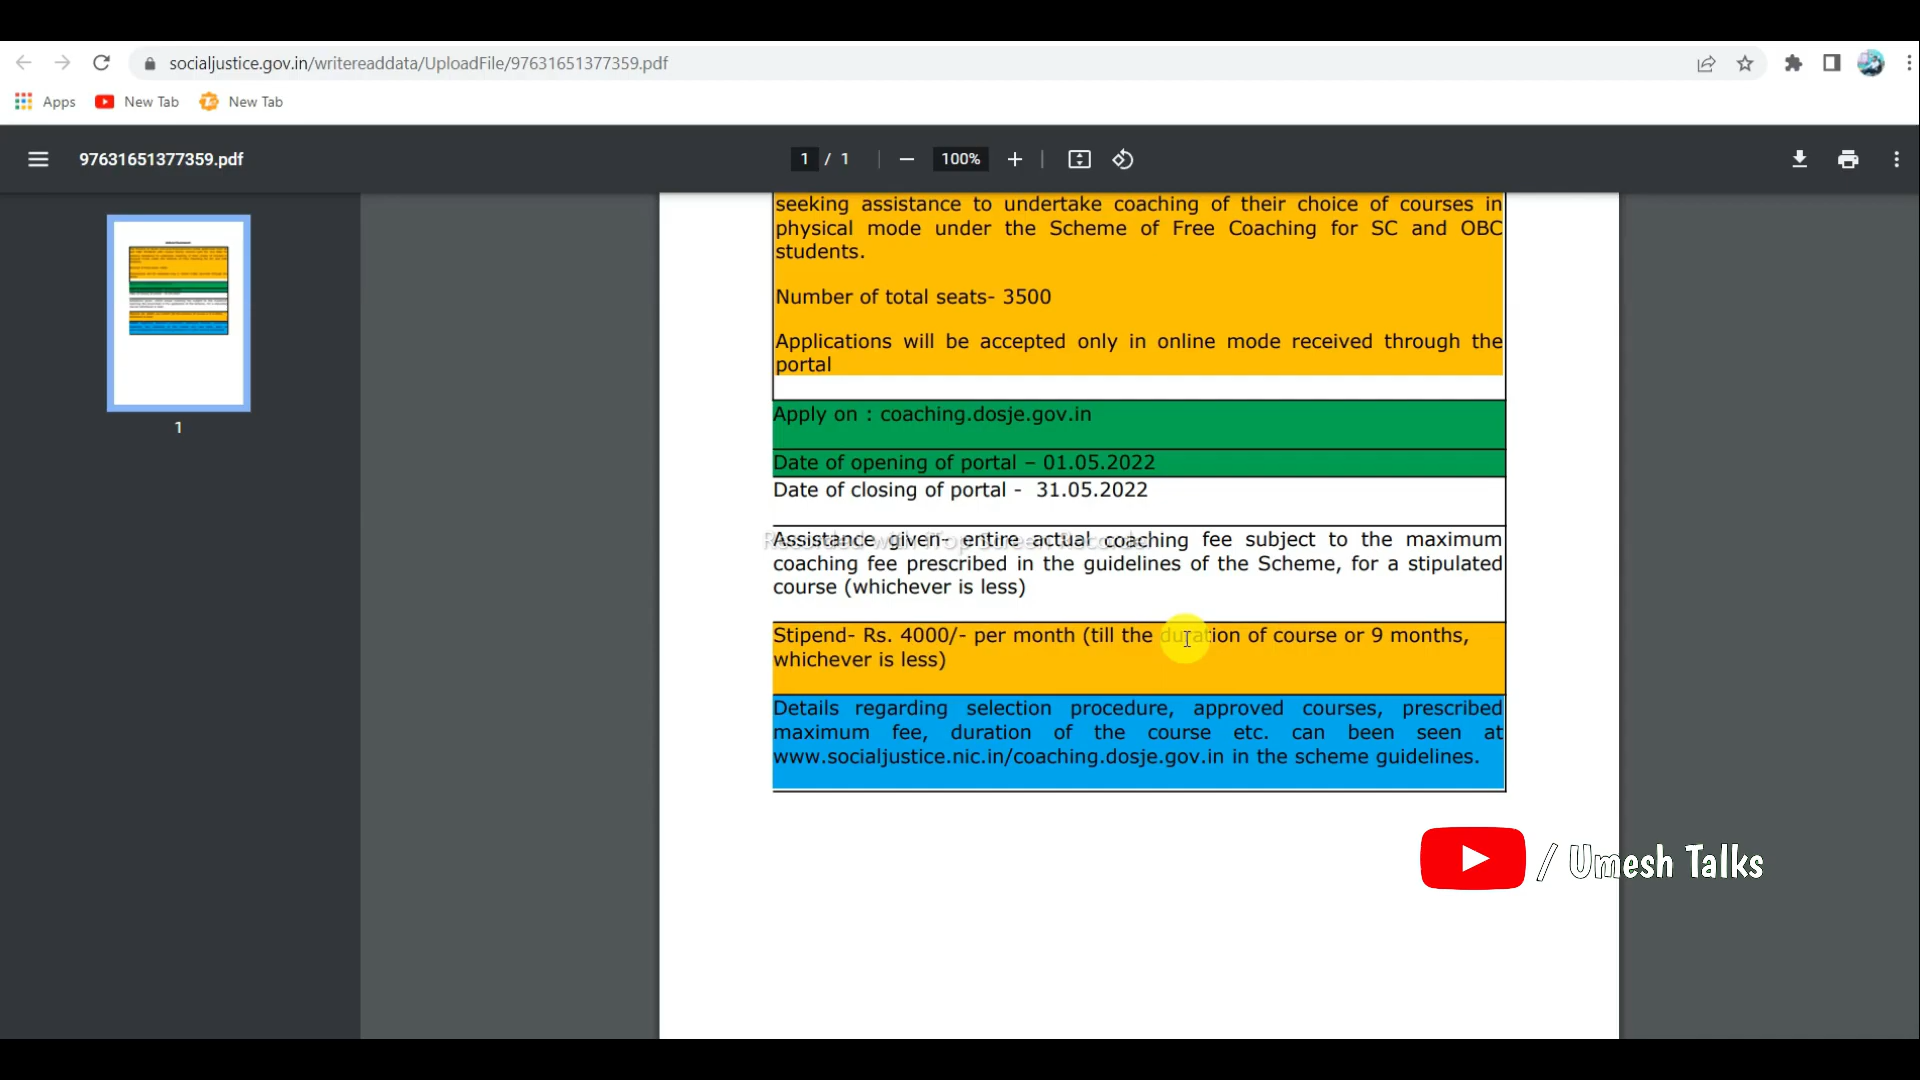 socialjustice.gov.in/writereaddata/UploadFile/97631651377359.pdf
Apps New Tab New Tab
97631651377359.pdf 1 / 1 100%
seeking assistance to undertake coaching of their choice of courses in
physical mode under the Scheme of Free Coaching for SC and OBC
students.
Number of total seats- 3500
Applications will be accepted only in online mode received through the
portal
Apply on : coaching.dosje.gov.in
1
Date of opening of portal – 01.05.2022
Date of closing of portal - 31.05.2022
Assistance given- entire actual coaching fee subject to the maximum
coaching fee prescribed in the guidelines of the Scheme, for a stipulated
course (whichever is less)
Stipend- Rs. 4000/- per month (till the duration of course or 9 months,
whichever is less)
Details regarding selection procedure, approved courses, prescribed
maximum fee, duration of the course etc. can been seen at
www.socialjustice.nic.in/coaching.dosje.gov.in in the scheme guidelines.
/ Umesh Talks